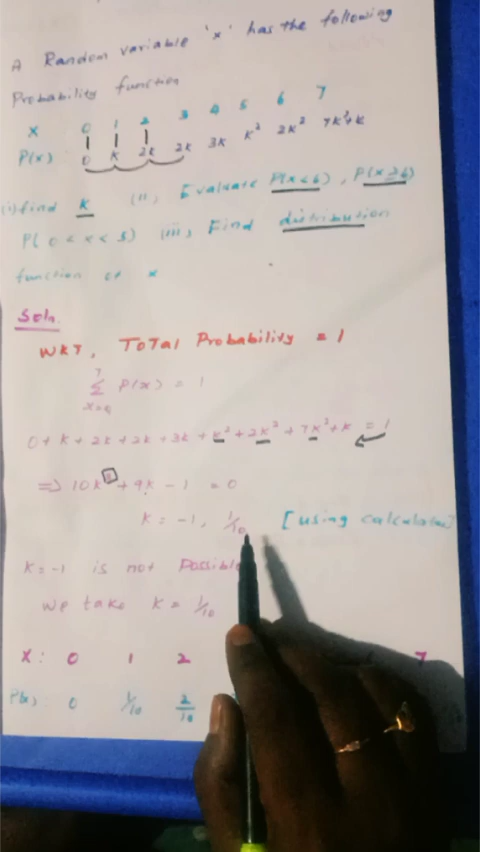 A Random variable 'x' has the following
Probability function
X 0 1 2 3 4 5 6 7
P(x) 0 k 2k 2k 3k k² 2k² 7k²+k
(i) find k (ii) Evaluate P(x<6), P(x≥6)
P(0<x<5) (iii) Find distribution
function of x
Soln.
WKT, Total Probability = 1
7
Σ P(x) = 1
x=0
0+k+2k+2k+3k+k²+2k²+7k²+k = 1
=> 10k²+9k-1 = 0
k = -1, 1/10 [using calculator]
k=-1 is not Possible
We take k = 1/10
X: 0 1 2 7
P(x) 0 1/10 2/10